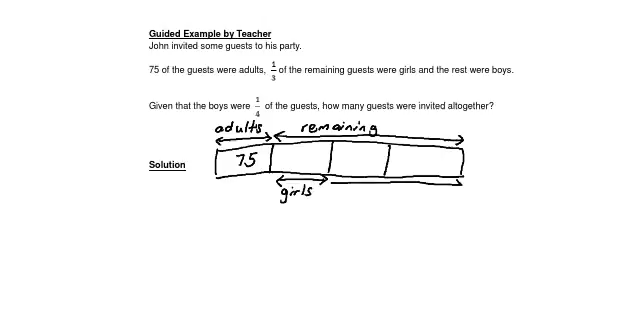 Guided Example by Teacher
John invited some guests to his party.
75 of the guests were adults, 1/3 of the remaining guests were girls and the rest were boys.
Given that the boys were 1/4 of the guests, how many guests were invited altogether?
adults remaining
Solution 75
girls